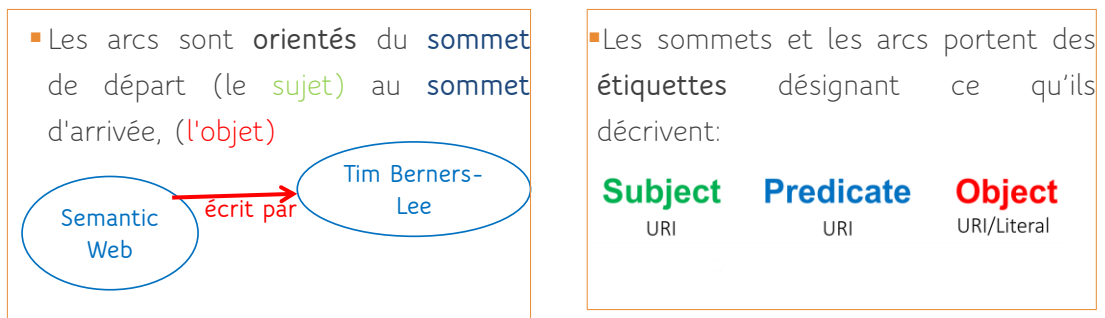 ▪Les arcs sont orientés du sommet
de départ (le sujet) au sommet
d'arrivée, (l'objet)
Semantic
Web
écrit par
Tim Berners-
Lee
▪Les sommets et les arcs portent des
étiquettes désignant ce qu'ils
décrivent:
Subject Predicate Object
URI URI URI/Literal